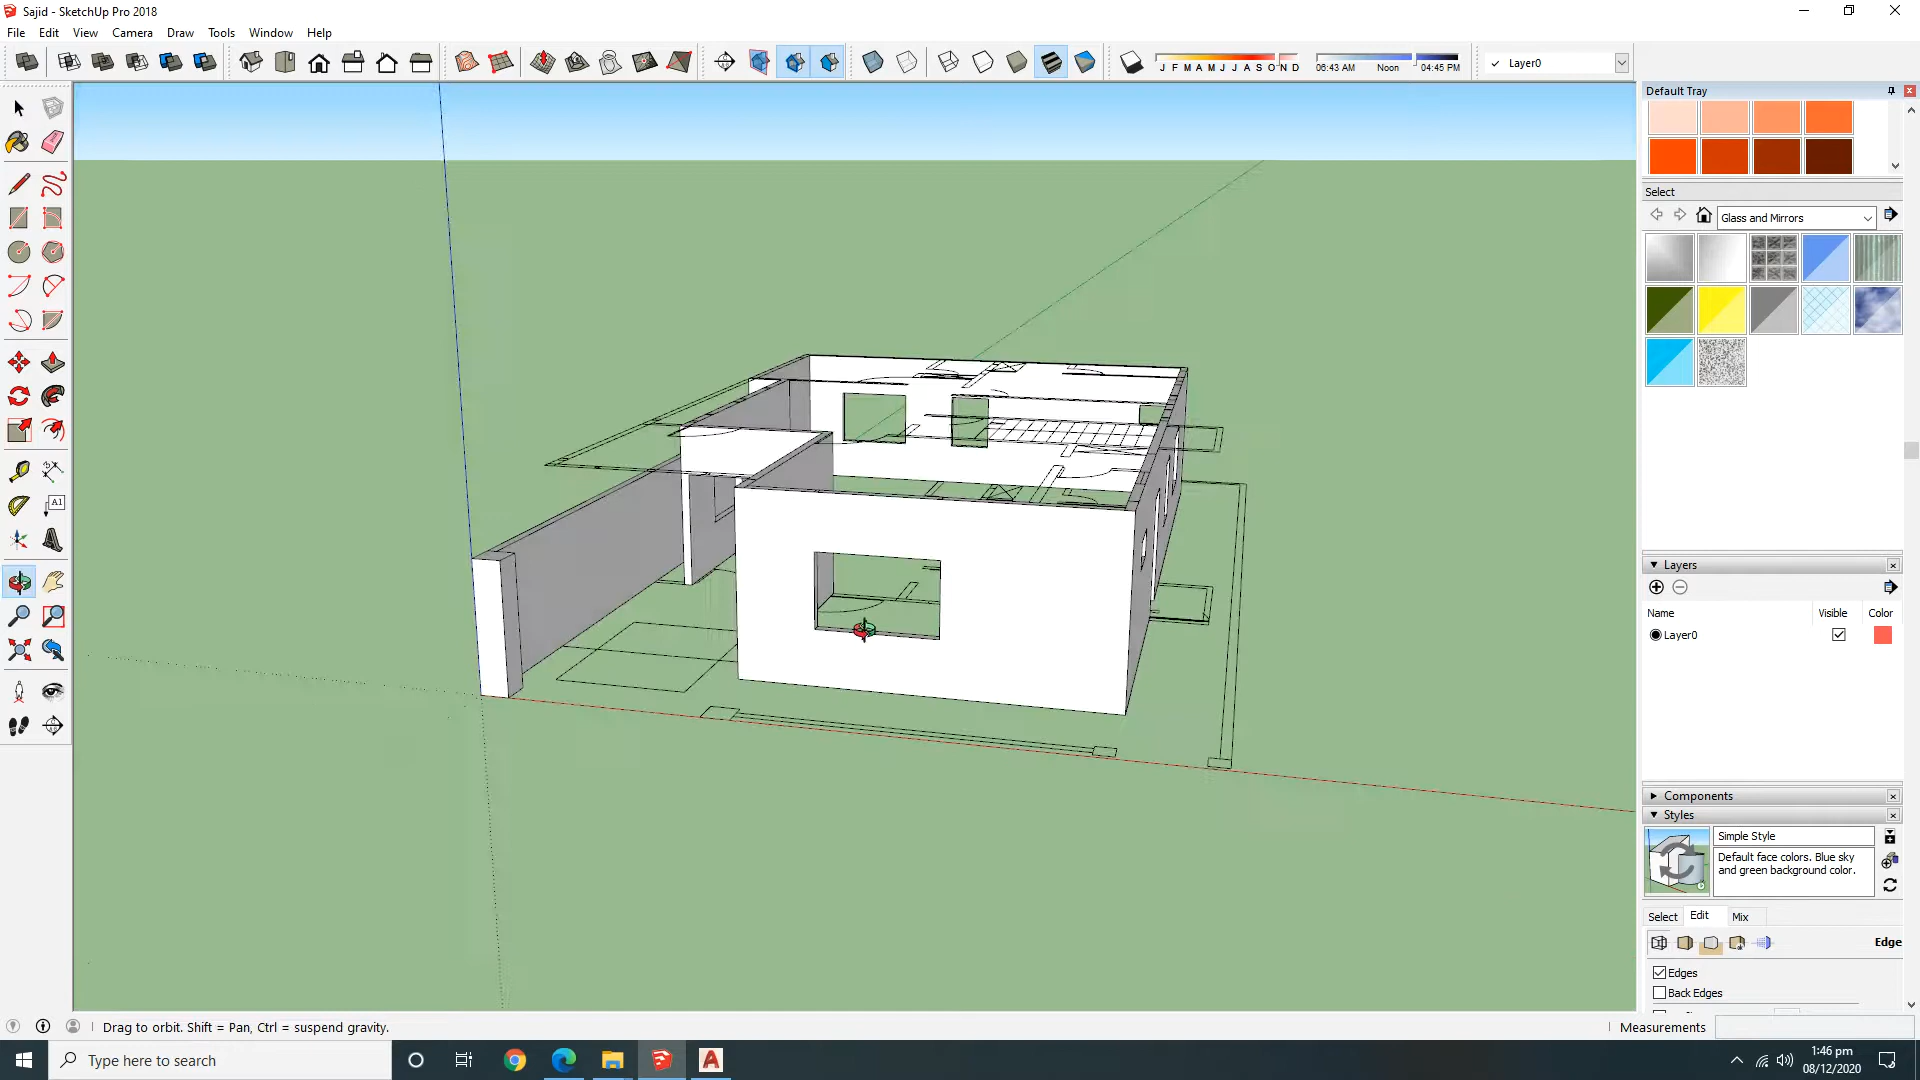 Sajid - SketchUp Pro 2018
File Edit View Camera Draw Tools Window Help
J F M A M J J A S O N D
06:43 AM Noon 04:45 PM
Layer0
Default Tray
Select
Glass and Mirrors
A1
Layers
Name Visible Color
Layer0
Components
Styles
Simple Style
Default face colors. Blue sky
and green background color.
Select Edit Mix
Edge
Edges
Back Edges
Drag to orbit. Shift = Pan, Ctrl = suspend gravity.
Measurements
Type here to search
1:46 pm
08/12/2020